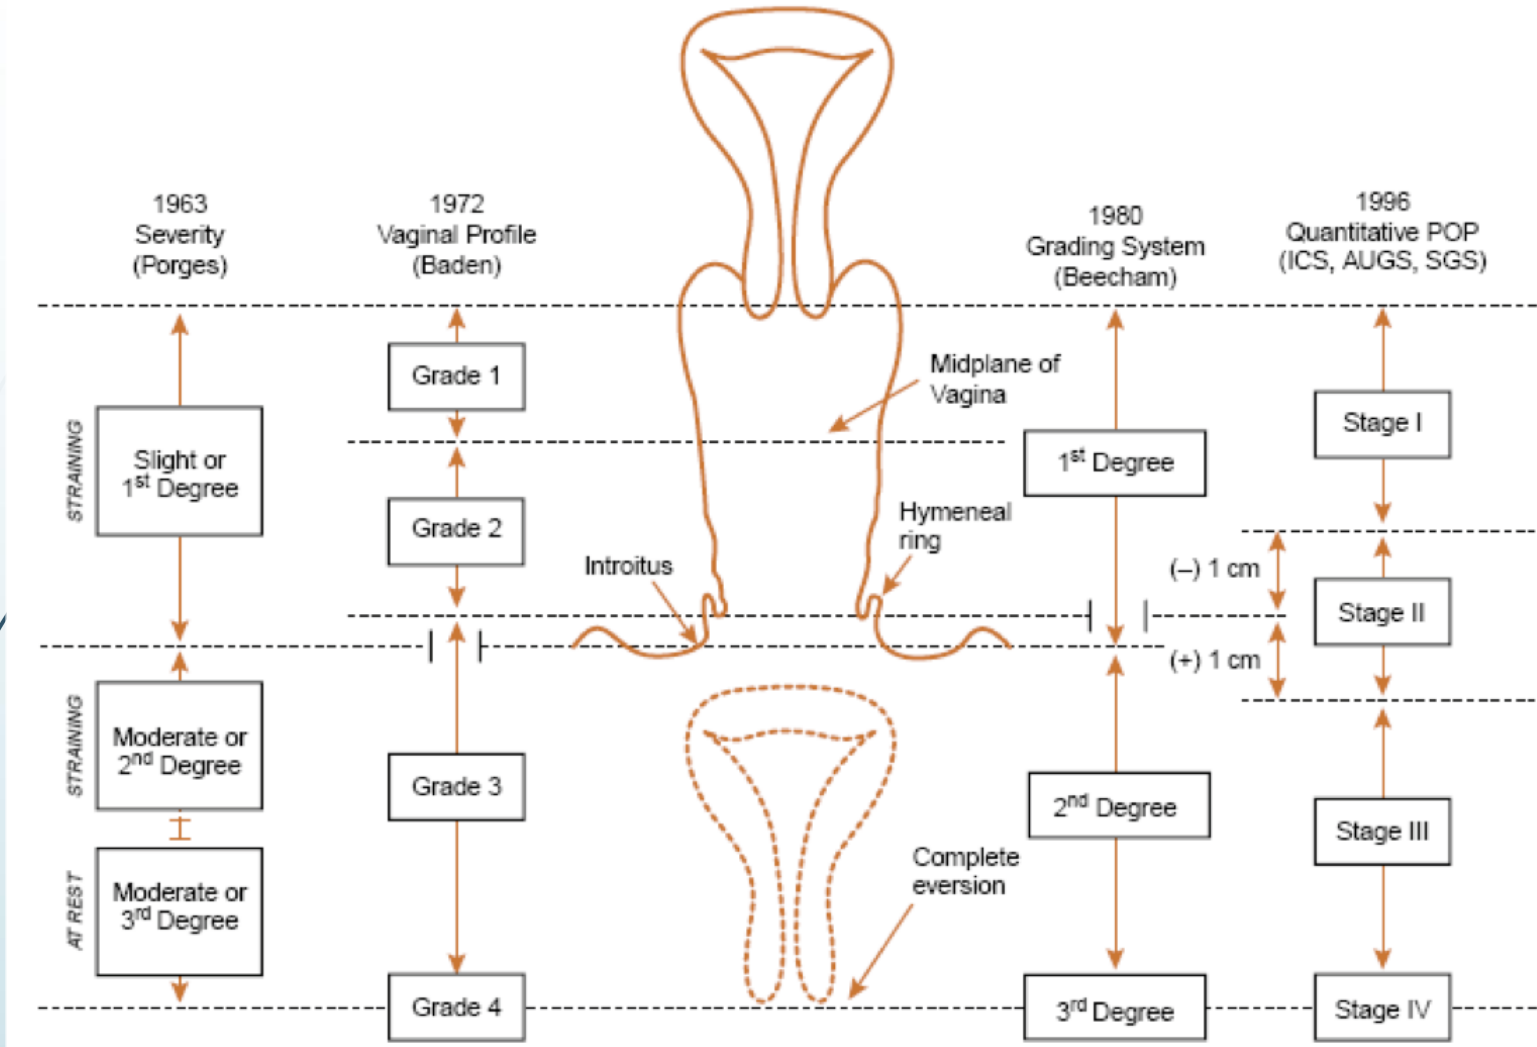 1963
Severity
(Porges)
1972
Vaginal Profile
(Baden)
1980
Grading System
(Beecham)
1996
Quantitative POP
(ICS, AUGS, SGS)
STRAINING
Slight or
1st Degree
STRAINING
Moderate or
2nd Degree
AT REST
Moderate or
3rd Degree
Grade 1
Grade 2
Grade 3
Grade 4
Midplane of
Vagina
Hymeneal
ring
Introitus
Complete
eversion
1st Degree
2nd Degree
3rd Degree
(–) 1 cm
(+) 1 cm
Stage I
Stage II
Stage III
Stage IV